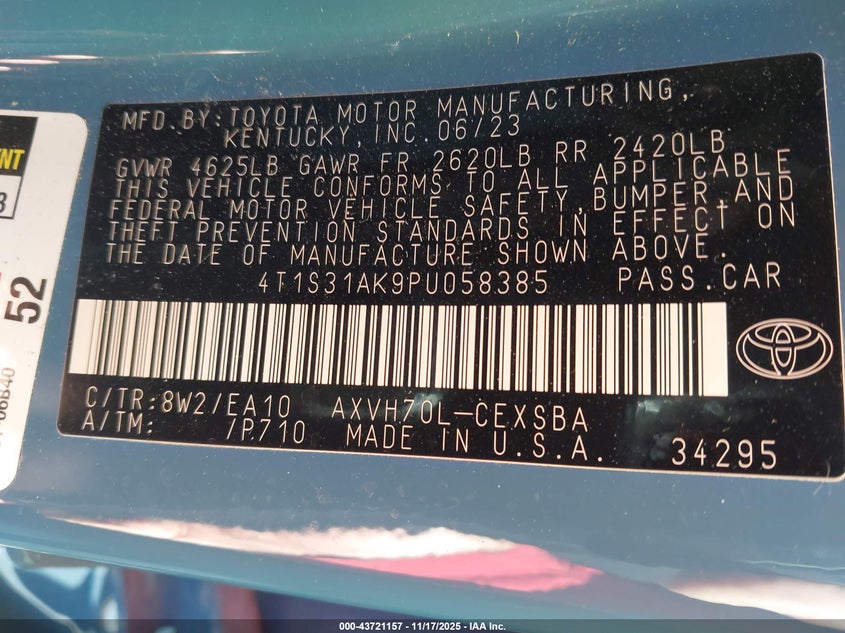 MFD.BY:TOYOTA MOTOR MANUFACTURING,
KENTUCKY,INC 06/23
GVWR 4625LB GAWR FR 2620LB RR 2420LB
THIS VEHICLE CONFORMS TO ALL APPLICABLE
FEDERAL MOTOR VEHICLE SAFETY,BUMPER,AND
THEFT PREVENTION STANDARDS IN EFFECT ON
THE DATE OF MANUFACTURE SHOWN ABOVE.
4T1S31AK9PU058385 PASS.CAR
C/TR:8W2/EA10 AXVH70L-CEXSBA
A/TM: /P710 MADE IN U.S.A. 34295
52
000-43721157 - 11/17/2025 - IAA Inc.